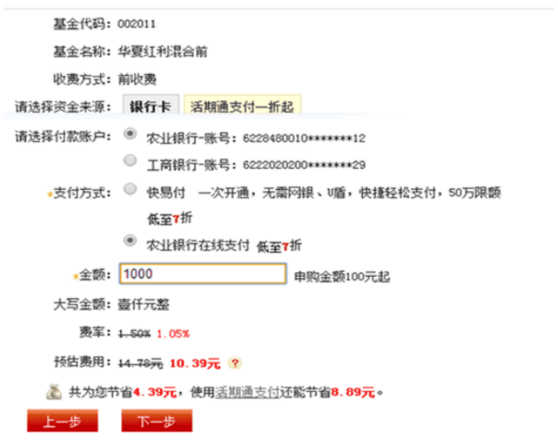 基金代码：002011
基金名称：华夏红利混合前
收费方式：前收费
请选择资金来源：银行卡 活期通支付一折起
请选择付款账户：农业银行-账号：6228480010*******12
工商银行-账号：6222020200*******29
*支付方式：快易付 一次开通，无需网银、U盾，快捷轻松支付，50万限额
低至7折
农业银行在线支付 低至7折
*金额：1000 申购金额100元起
大写金额：壹仟元整
费率：1.50% 1.05%
预估费用：14.78元 10.39元 ?
共为您节省4.39元，使用活期通支付还能节省8.89元。
上一步 下一步